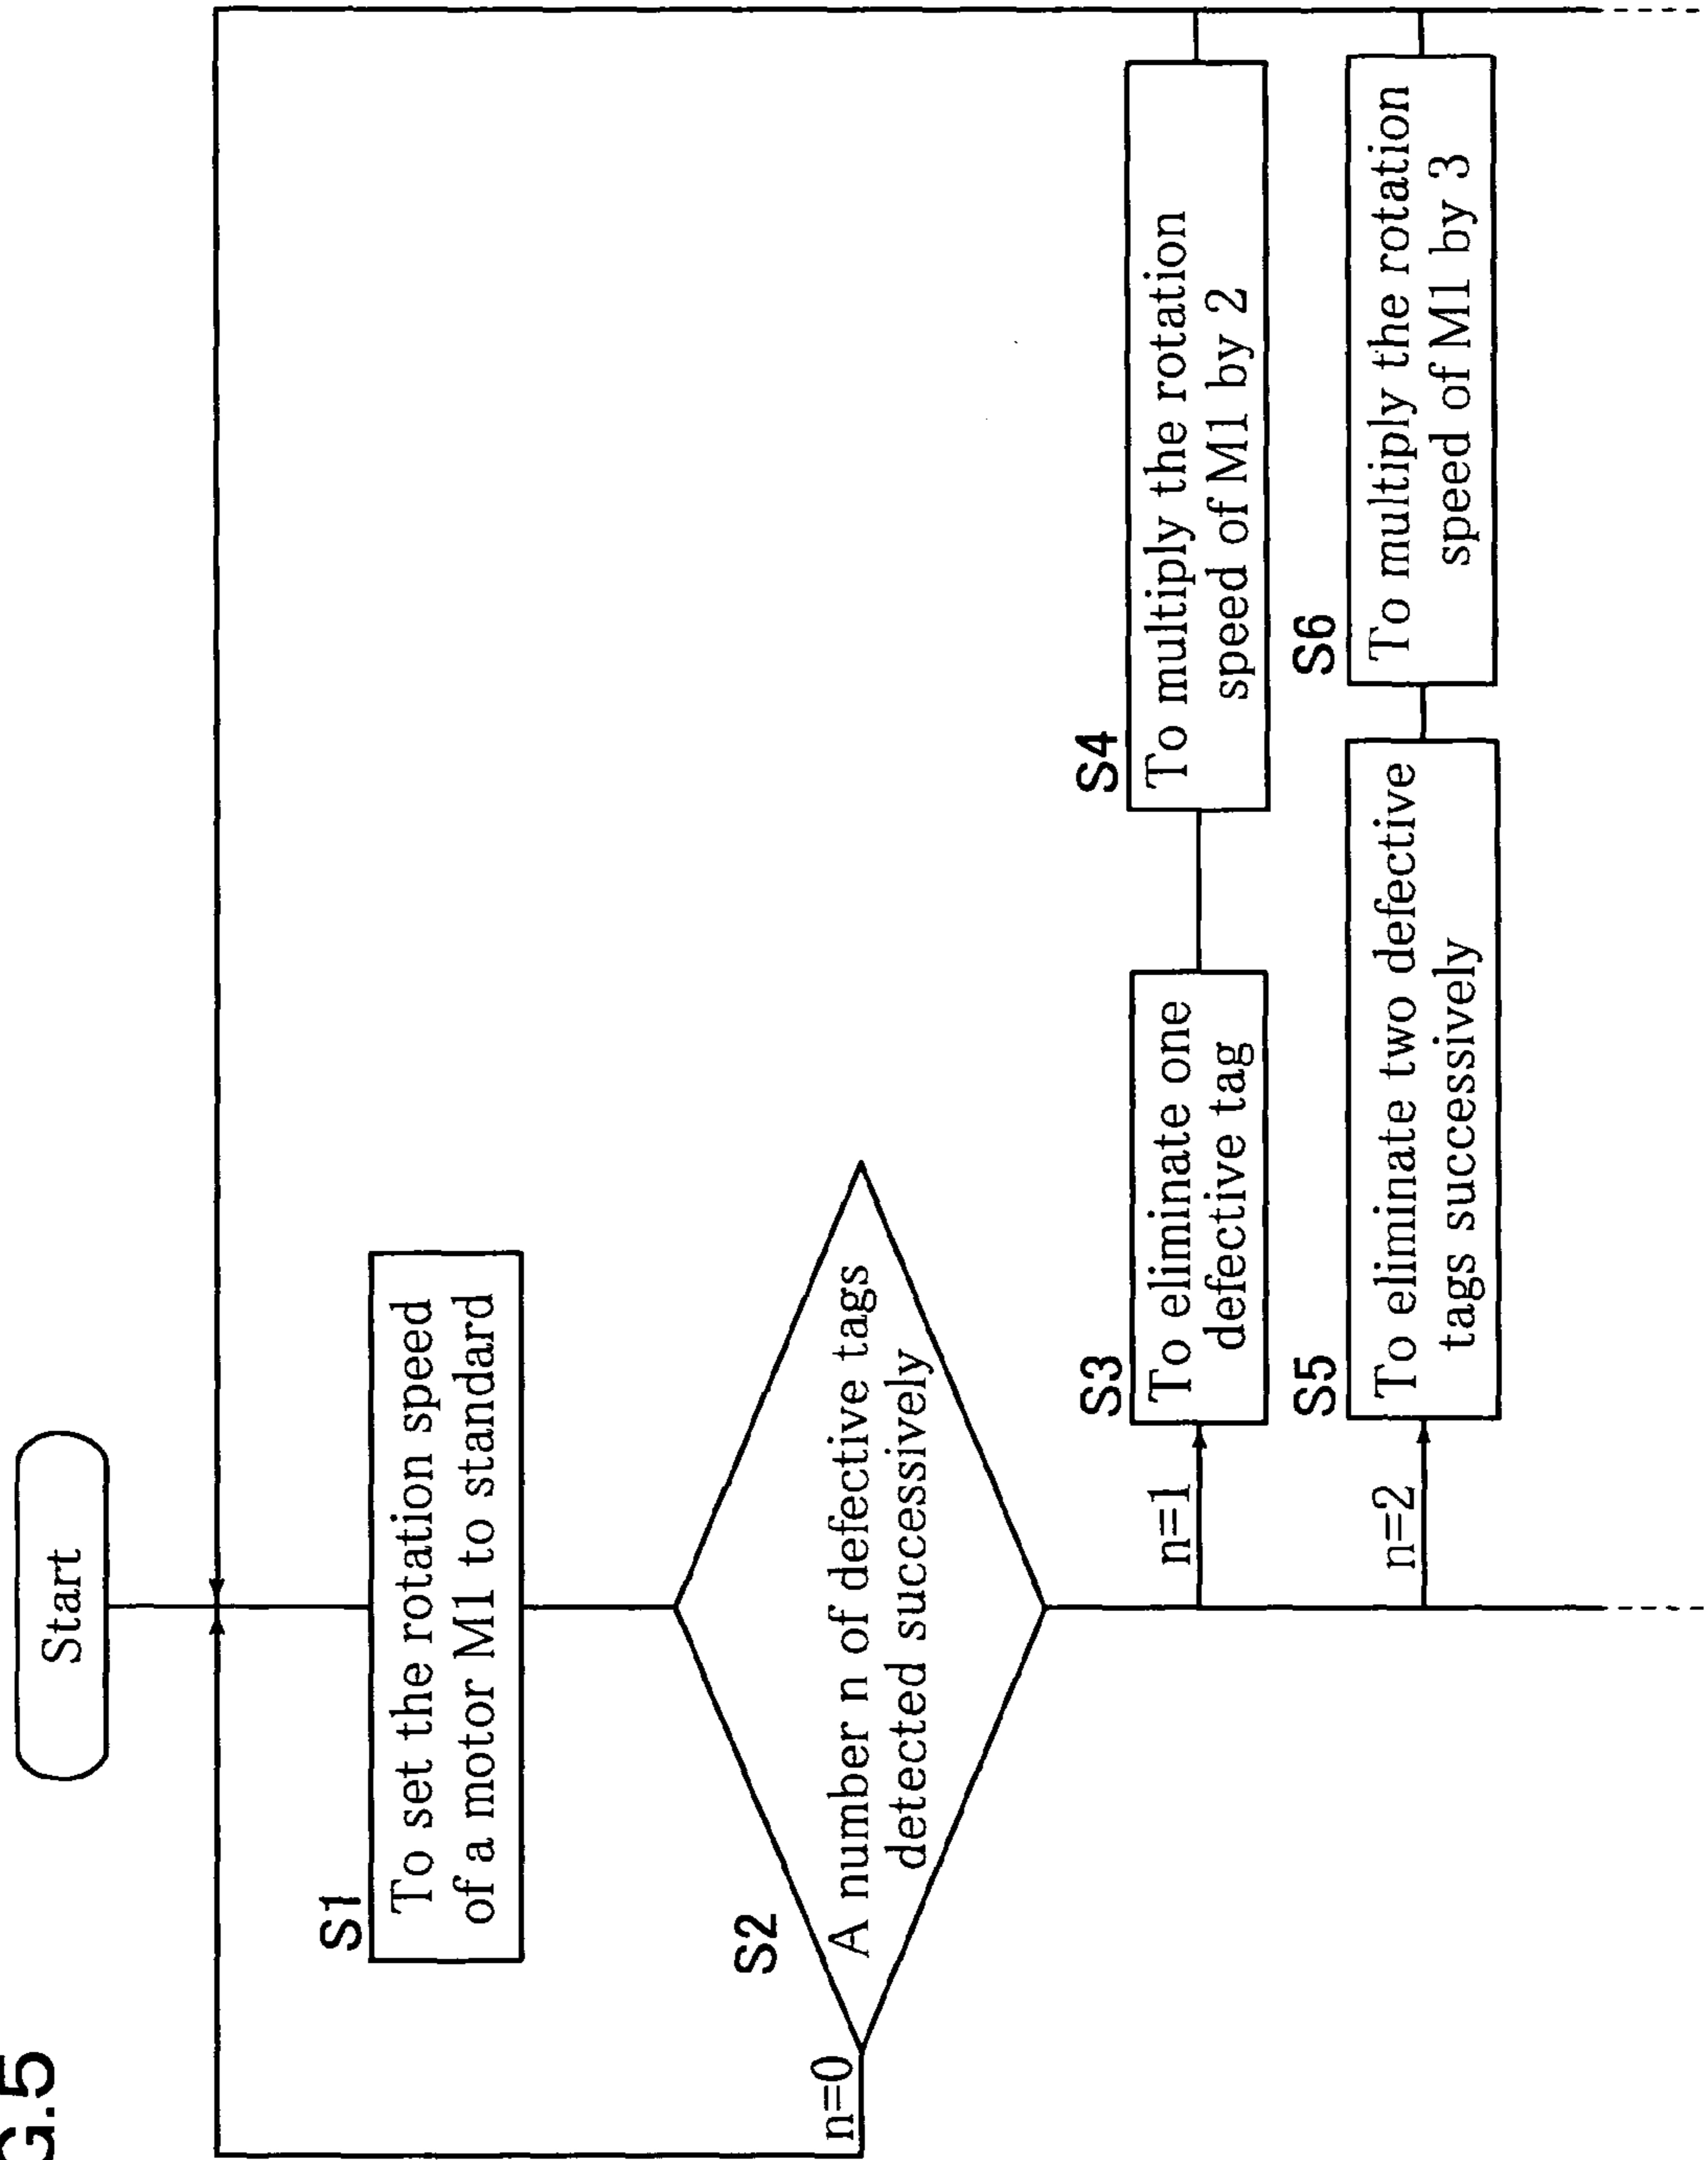 G.5
Start
S1
To set the rotation speed
of a motor M1 to standard
S2
A number n of defective tags
detected successively
n=0
n=1
S3
To eliminate one
defective tag
S4
To multiply the rotation
speed of M1 by 2
n=2
S5
To eliminate two defective
tags successively
S6
To multiply the rotation
speed of M1 by 3